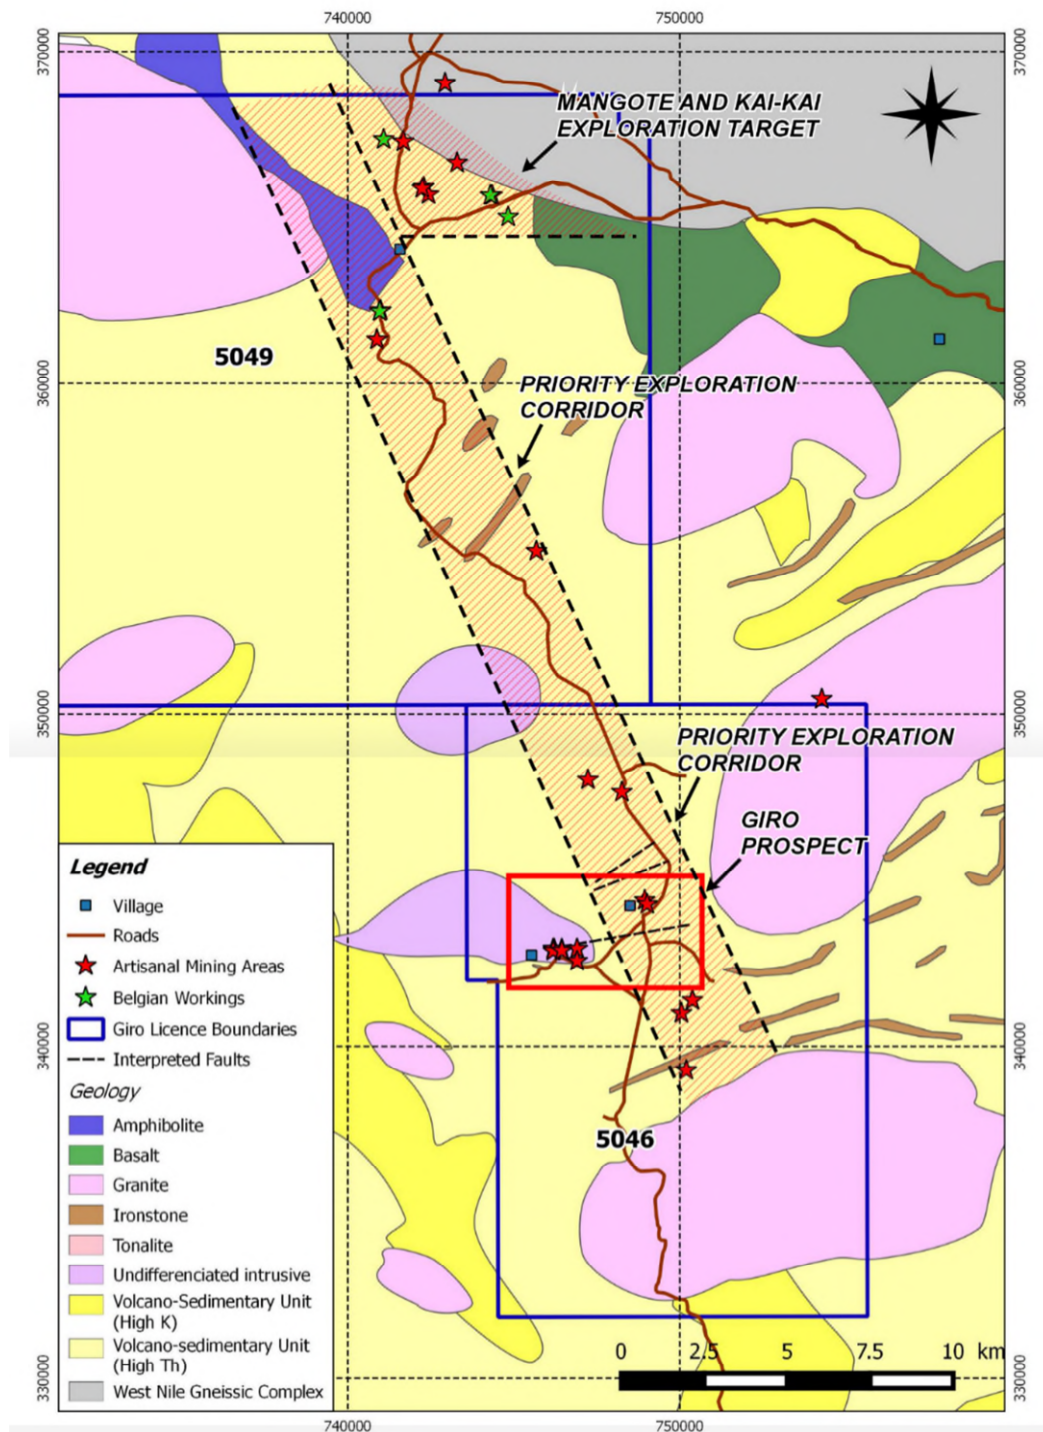 740000
750000
370000
370000
MANGOTE AND KAI-KAI
EXPLORATION TARGET
5049
360000
360000
PRIORITY EXPLORATION
CORRIDOR
350000
350000
PRIORITY EXPLORATION
CORRIDOR
GIRO
PROSPECT
340000
340000
5046
Legend
Village
Roads
Artisanal Mining Areas
Belgian Workings
Giro Licence Boundaries
Interpreted Faults
Geology
Amphibolite
Basalt
Granite
Ironstone
Tonalite
Undifferenciated intrusive
Volcano-Sedimentary Unit
(High K)
Volcano-sedimentary Unit
(High Th)
West Nile Gneissic Complex
0 2.5 5 7.5 10 km
330000
330000
740000
750000